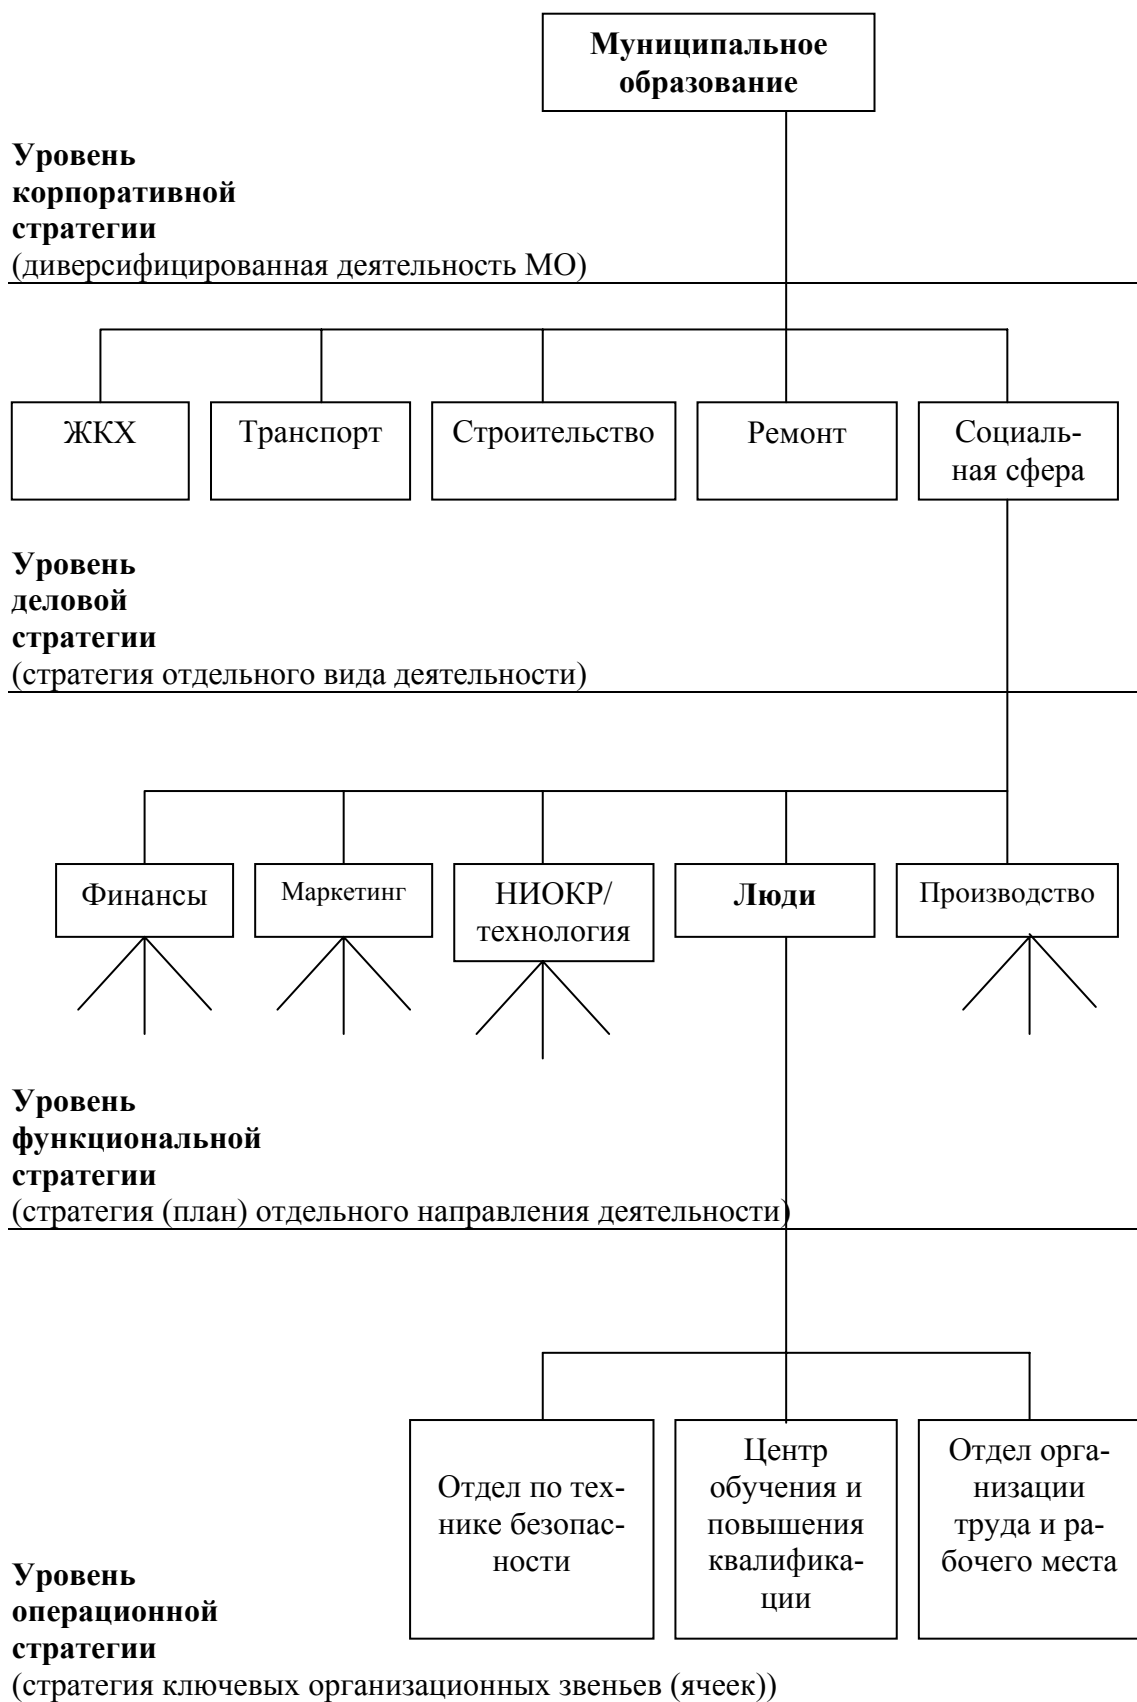 Муниципальное
образование
Уровень
корпоративной
стратегии
(диверсифицированная деятельность МО)
ЖКХ
Транспорт
Строительство
Ремонт
Социаль-
ная сфера
Уровень
деловой
стратегии
(стратегия отдельного вида деятельности)
Финансы
Маркетинг
НИОКР/
технология
Люди
Производство
Уровень
функциональной
стратегии
(стратегия (план) отдельного направления деятельности)
Отдел по тех-
нике безопас-
ности
Центр
обучения и
повышения
квалифика-
ции
Отдел орга-
низации
труда и ра-
бочего места
Уровень
операционной
стратегии
(стратегия ключевых организационных звеньев (ячеек))